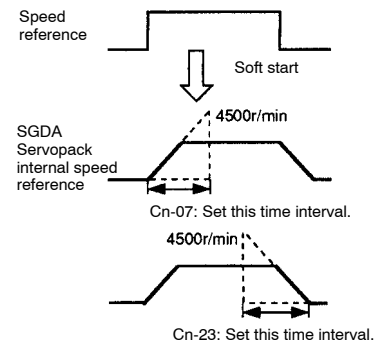 Speed
reference
Soft start
4500r/min
SGDA
Servopack
internal speed
reference
Cn-07: Set this time interval.
4500r/min
Cn-23: Set this time interval.